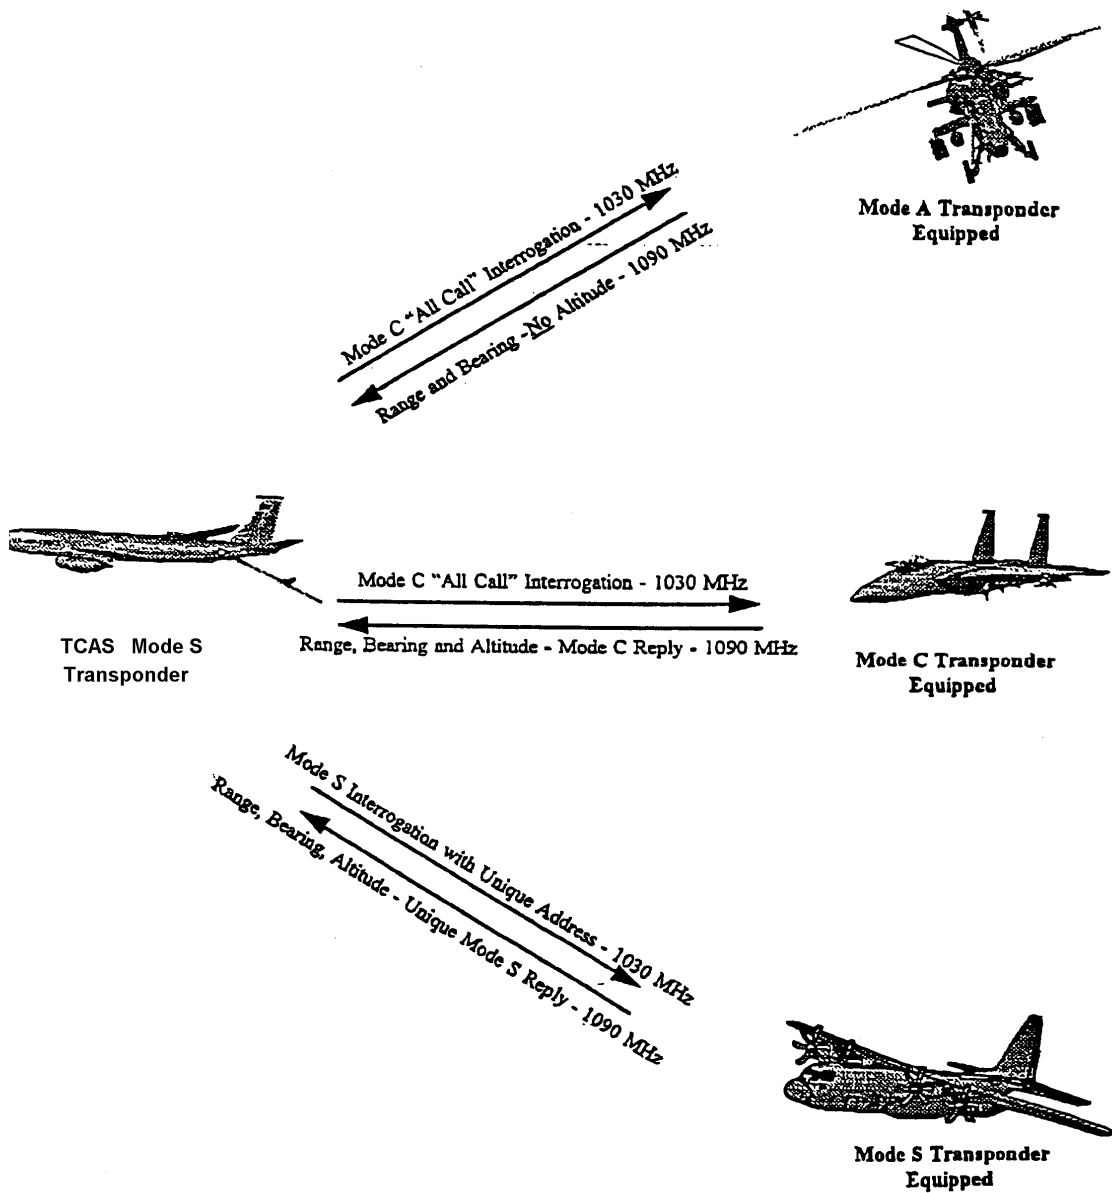 Mode A Transponder
Equipped
Mode C "All Call" Interrogation - 1030 MHz
Range and Bearing -No Altitude - 1090 MHz
Mode C "All Call" Interrogation - 1030 MHz
Range, Bearing and Altitude - Mode C Reply - 1090 MHz
TCAS Mode S
Transponder
Mode C Transponder
Equipped
Mode S Interrogation with Unique Address - 1030 MHz
Range, Bearing, Altitude - Unique Mode S Reply - 1090 MHz
Mode S Transponder
Equipped